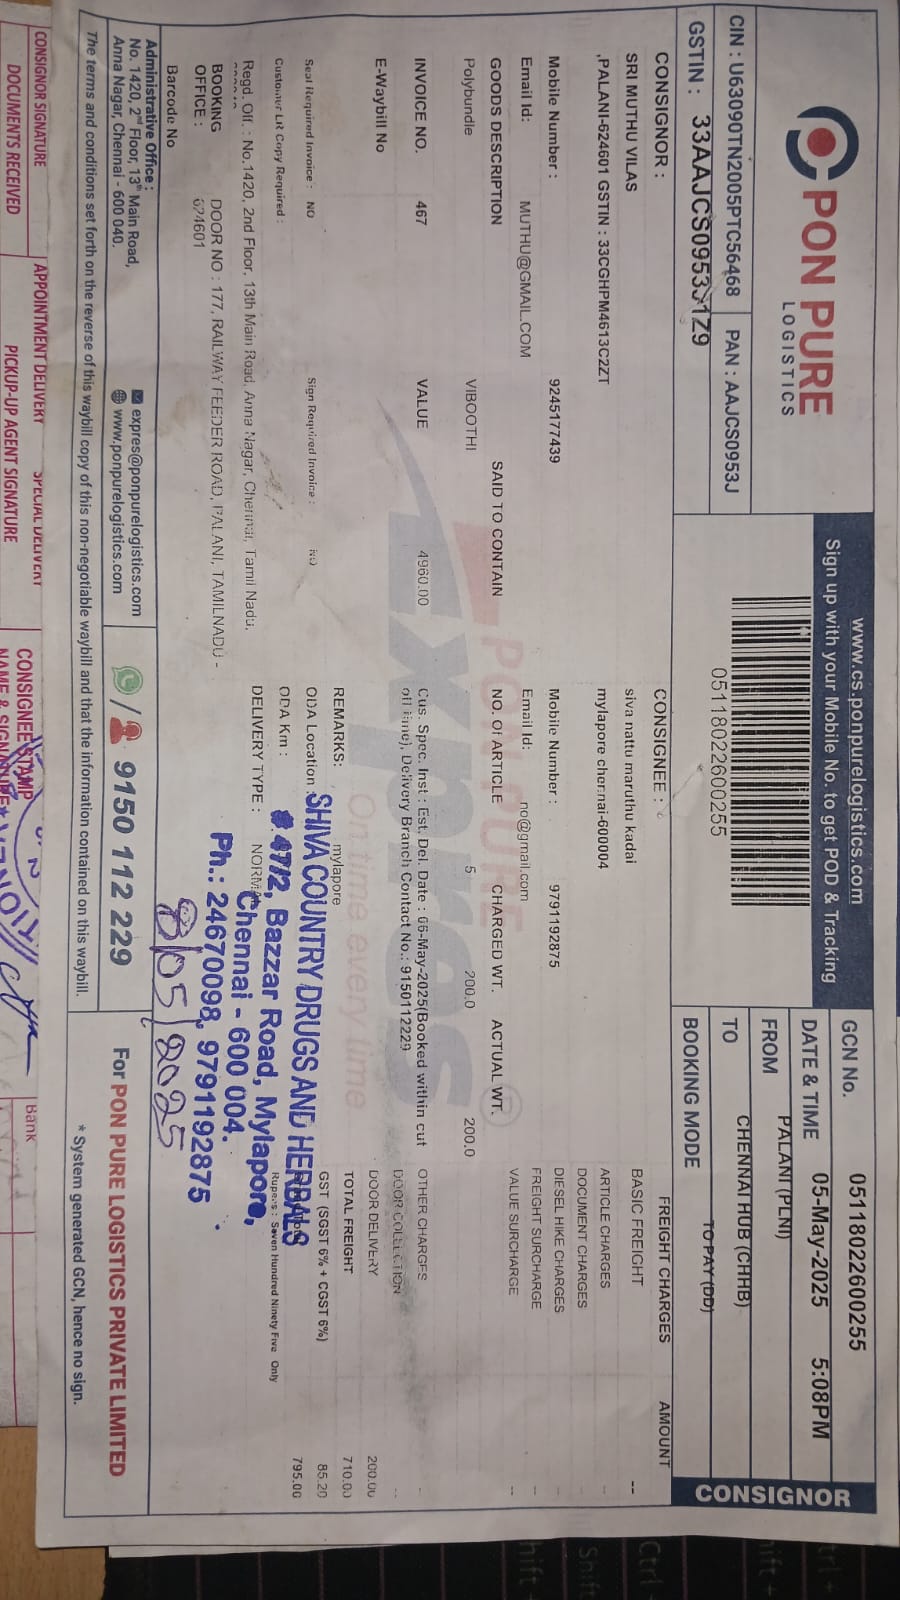 PON PURE
LOGISTICS
CIN : U63090TN2005PTC56468
PAN : AAJCS0953J
GSTIN : 33AAJCS0953J1Z9
www.cs.ponpurelogistics.com
Sign up with your Mobile No. to get POD & Tracking
05118022600255
GCN No. 05118022600255
DATE & TIME 05-May-2025 5:08PM
FROM PALANI (PLNI)
TO CHENNAI HUB (CHHB)
BOOKING MODE TO PAY (DD)
CONSIGNOR
CONSIGNOR :
SRI MUTHU VILAS
,PALANI-624601 GSTIN : 33CGHPM4613C2ZT
Mobile Number : 9245177439
Email Id: MUTHU@GMAIL.COM
CONSIGNEE :
siva nattu maruthu kadai
mylapore chennai-600004
Mobile Number : 9791192875
Email Id: no@gmail.com
GOODS DESCRIPTION SAID TO CONTAIN NO. Of ARTICLE CHARGED WT. ACTUAL WT.
Polybundle VIBOOTHI 5 200.0 200.0
INVOICE NO. 467 VALUE 4960.00
E-Waybill No
Cus. Spec. Inst : Est. Del. Date : 06-May-2025(Booked within cut
off time), Delivery Branch Contact No.: 9150112229
Seal Required Invoice : NO Sign Required Invoice : NO
Customer LR Copy Required :
REMARKS: mylapore
ODA Location :
ODA Km :
DELIVERY TYPE :
Regd. Off. : No.1420, 2nd Floor, 13th Main Road, Anna Nagar, Chennai, Tamil Nadu,
BOOKING OFFICE : DOOR NO : 177, RAILWAY FEEDER ROAD, PALANI, TAMILNADU -
624601
Barcode No
FREIGHT CHARGES AMOUNT
BASIC FREIGHT --
ARTICLE CHARGES --
DOCUMENT CHARGES
DIESEL HIKE CHARGES --
FREIGHT SURCHARGE --
VALUE SURCHARGE --
OTHER CHARGES --
DOOR COLLECTION --
DOOR DELIVERY 200.00
TOTAL FREIGHT 710.00
GST (SGST 6% + CGST 6%) 85.20
795.00
Rupees : Seven Hundred Ninety Five Only
PON PURE
Xpress
On time every time
SHIVA COUNTRY DRUGS AND HERBALS
# 47/2, Bazzar Road, Mylapore,
Chennai - 600 004.
Ph.: 24670098, 9791192875
8/05/2025
Administrative Office :
No. 1420, 2nd Floor, 13th Main Road,
Anna Nagar, Chennai - 600 040.
expres@ponpurelogistics.com
www.ponpurelogistics.com
9150 112 229
For PON PURE LOGISTICS PRIVATE LIMITED
* System generated GCN, hence no sign.
The terms and conditions set forth on the reverse of this waybill copy of this non-negotiable waybill and that the information contained on this waybill.
CONSIGNOR SIGNATURE APPOINTMENT DELIVERY SPECIAL DELIVERY
DOCUMENTS RECEIVED PICKUP-UP AGENT SIGNATURE
CONSIGNEE STAMP
NAME & SIGNATURE
Bank
Ctrl
Shift